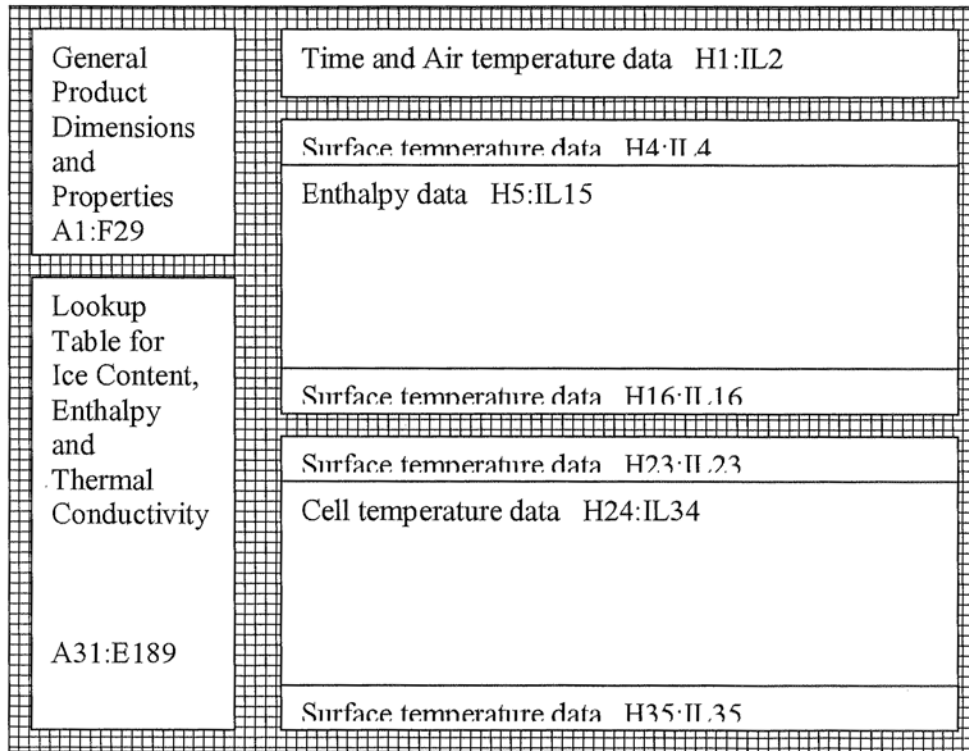 General
Product
Dimensions
and
Properties
A1:F29
Lookup
Table for
Ice Content,
Enthalpy
and
Thermal
Conductivity
A31:E189
Time and Air temperature data H1:IL2
Surface temperature data H4:IL4
Enthalpy data H5:IL15
Surface temperature data H16:IL16
Surface temperature data H23:IL23
Cell temperature data H24:IL34
Surface temperature data H35:IL35